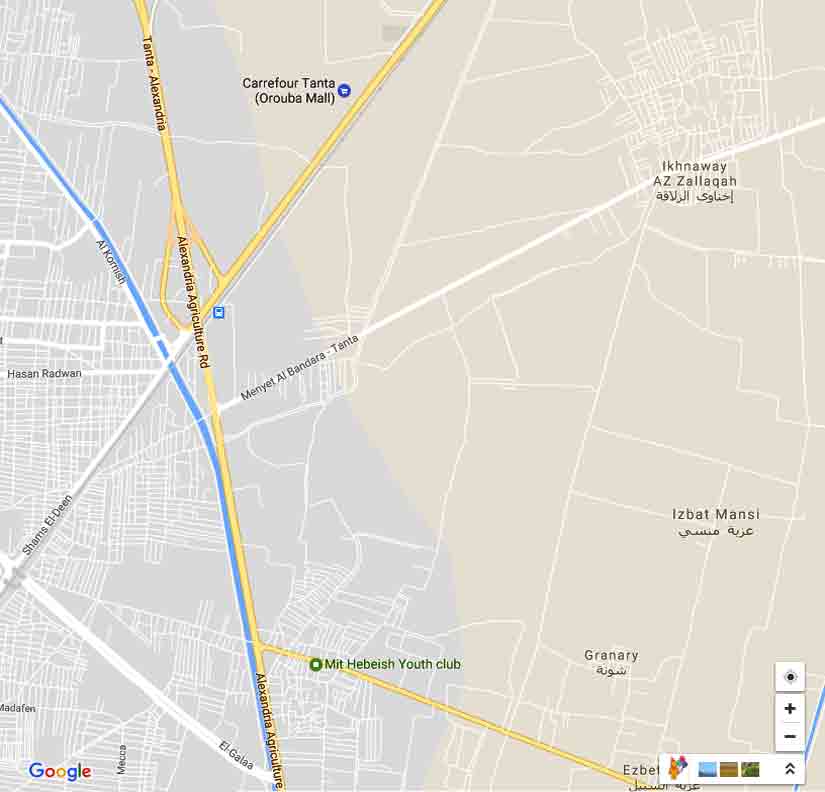 Tanta - Alexandria
Carrefour Tanta
(Orouba Mall)
Ikhnaway
AZ Zallaqah
إخناوى الزلاقة
Al Kornish
Alexandria Agriculture Rd
Menyet Al Bandara - Tanta
Hasan Radwan
Shams El-Deen
Izbat Mansi
عزبة منسي
Granary
شونة
Mit Hebeish Youth club
Alexandria Agriculture
Madafen
Mecca
El-Galaa
Google
عزبة السبيل